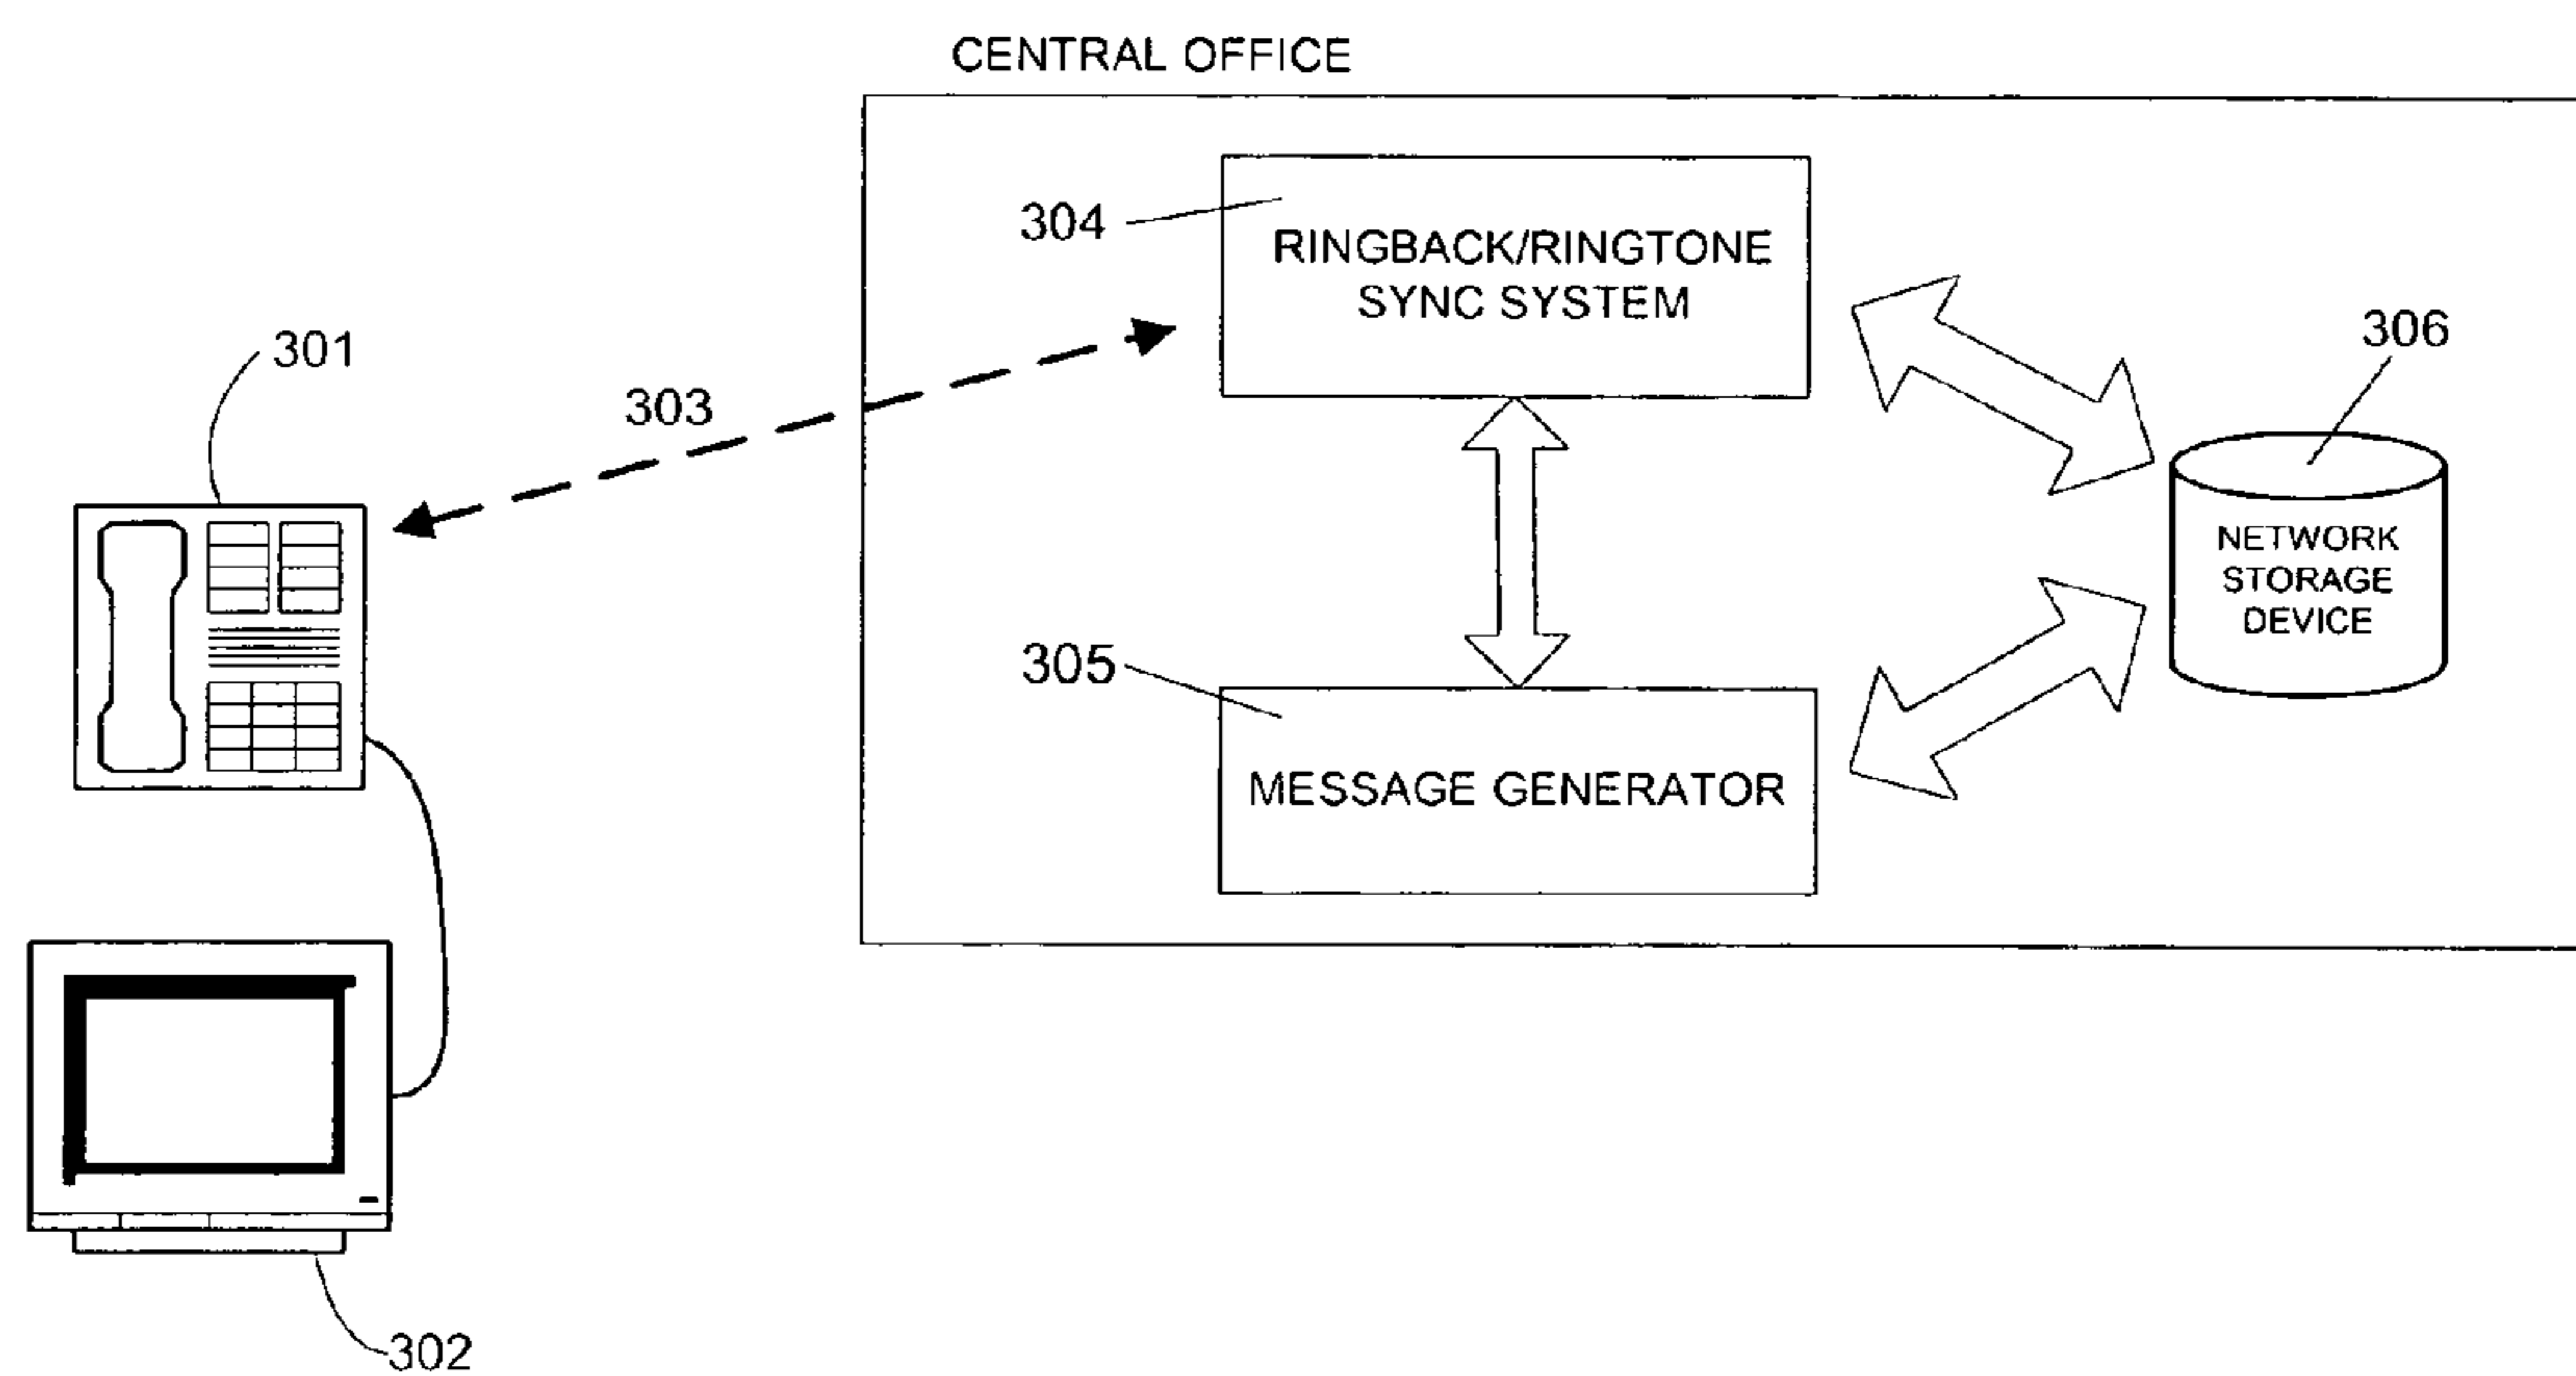 CENTRAL OFFICE
304
RINGBACK/RINGTONE
SYNC SYSTEM
301
303
306
NETWORK
STORAGE
DEVICE
305
MESSAGE GENERATOR
302